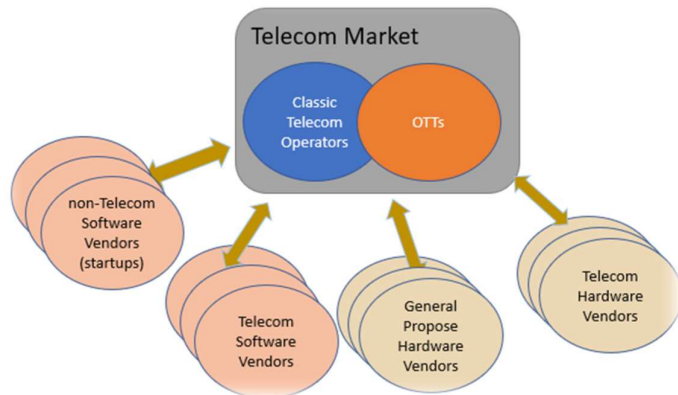 Telecom Market
Classic
Telecom
Operators
OTTs
non-Telecom
Software
Vendors
(startups)
Telecom
Software
Vendors
General
Propose
Hardware
Vendors
Telecom
Hardware
Vendors